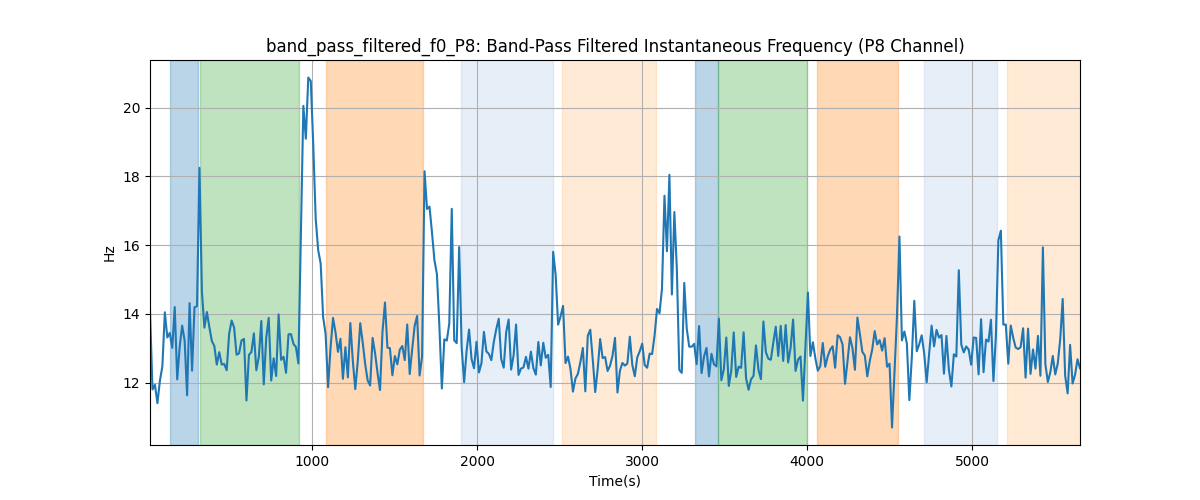 band_pass_filtered_f0_P8: Band-Pass Filtered Instantaneous Frequency (P8 Channel)
20
18
16
14
12
Hz
1000 2000 3000 4000 5000
Time(s)